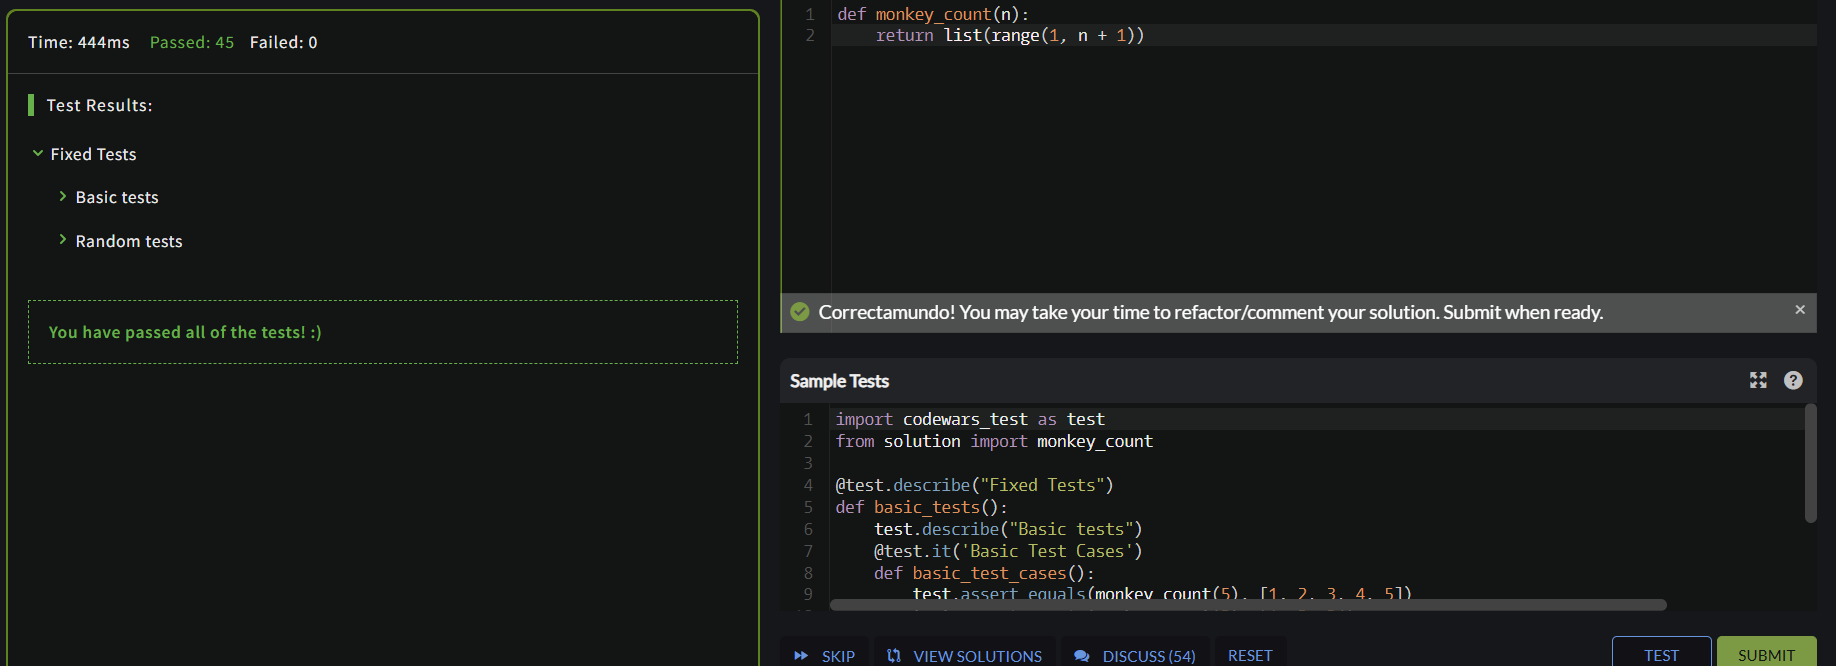 Time: 444ms Passed: 45 Failed: 0
Test Results:
Fixed Tests
Basic tests
Random tests
You have passed all of the tests! :)
1 def monkey_count(n):
2     return list(range(1, n + 1))
Correctamundo! You may take your time to refactor/comment your solution. Submit when ready. ×
Sample Tests ?
1 import codewars_test as test
2 from solution import monkey_count
3
4 @test.describe("Fixed Tests")
5 def basic_tests():
6     test.describe("Basic tests")
7     @test.it('Basic Test Cases')
8     def basic_test_cases():
9         test.assert_equals(monkey_count(5), [1, 2, 3, 4, 5])
SKIP VIEW SOLUTIONS DISCUSS (54) RESET TEST SUBMIT